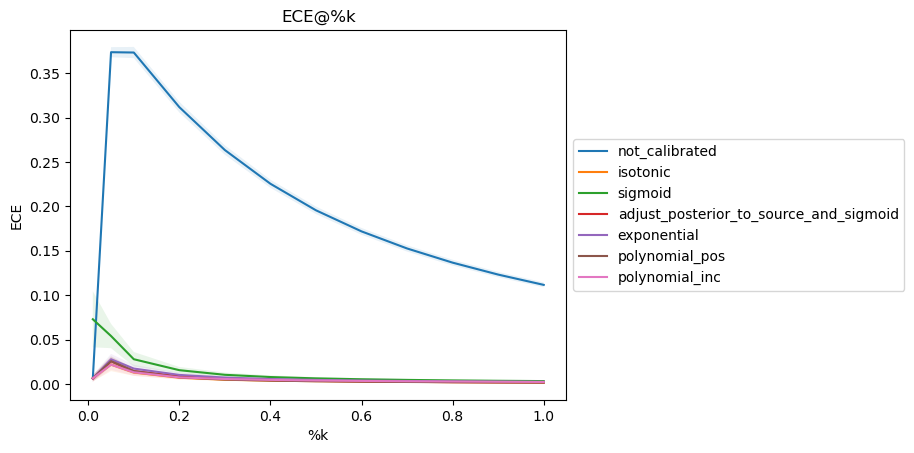 ECE@%k
ECE
0.35
0.30
0.25
0.20
0.15
0.10
0.05
0.00
0.0 0.2 0.4 0.6 0.8 1.0
%k
not_calibrated
isotonic
sigmoid
adjust_posterior_to_source_and_sigmoid
exponential
polynomial_pos
polynomial_inc